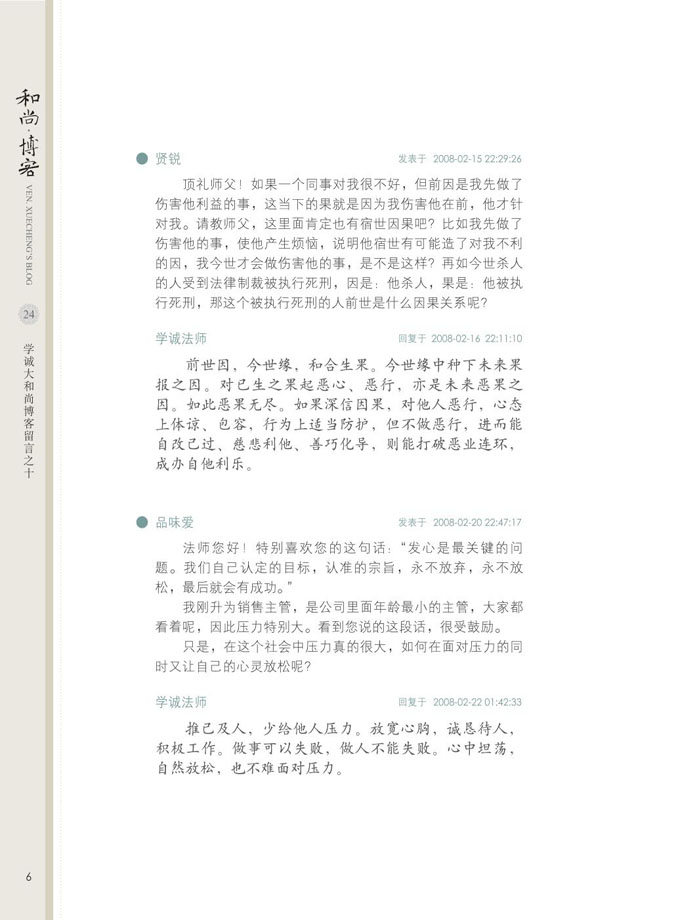 和尚·博客
VEN. XUECHENG'S BLOG
24
学诚大和尚博客留言之十
贤锐 发表于 2008-02-15 22:29:26
顶礼师父！如果一个同事对我很不好，但前因是我先做了
伤害他利益的事，这当下的果就是因为我伤害他在前，他才针
对我。请教师父，这里面肯定也有宿世因果吧？比如我先做了
伤害他的事，使他产生烦恼，说明他宿世有可能造了对我不利
的因，我今世才会做伤害他的事，是不是这样？再如今世杀人
的人受到法律制裁被执行死刑，因是：他杀人，果是：他被执
行死刑，那这个被执行死刑的人前世是什么因果关系呢？
学诚法师 回复于 2008-02-16 22:11:10
前世因，今世缘，和合生果。今世缘中种下未来果
报之因。对已生之果起恶心、恶行，亦是未来恶果之
因。如此恶果无尽。如果深信因果，对他人恶行，心态
上体谅、包容，行为上适当防护，但不做恶行，进而能
自改己过、慈悲利他、善巧化导，则能打破恶业连环，
成办自他利乐。
品味爱 发表于 2008-02-20 22:47:17
法师您好！特别喜欢您的这句话：“发心是最关键的问
题。我们自己认定的目标，认准的宗旨，永不放弃，永不放
松，最后就会有成功。”
我刚升为销售主管，是公司里面年龄最小的主管，大家都
看着呢，因此压力特别大。看到您说的这段话，很受鼓励。
只是，在这个社会中压力真的很大，如何在面对压力的同
时又让自己的心灵放松呢？
学诚法师 回复于 2008-02-22 01:42:33
推己及人，少给他人压力。放宽心胸，诚恳待人，
积极工作。做事可以失败，做人不能失败。心中坦荡，
自然放松，也不难面对压力。
6